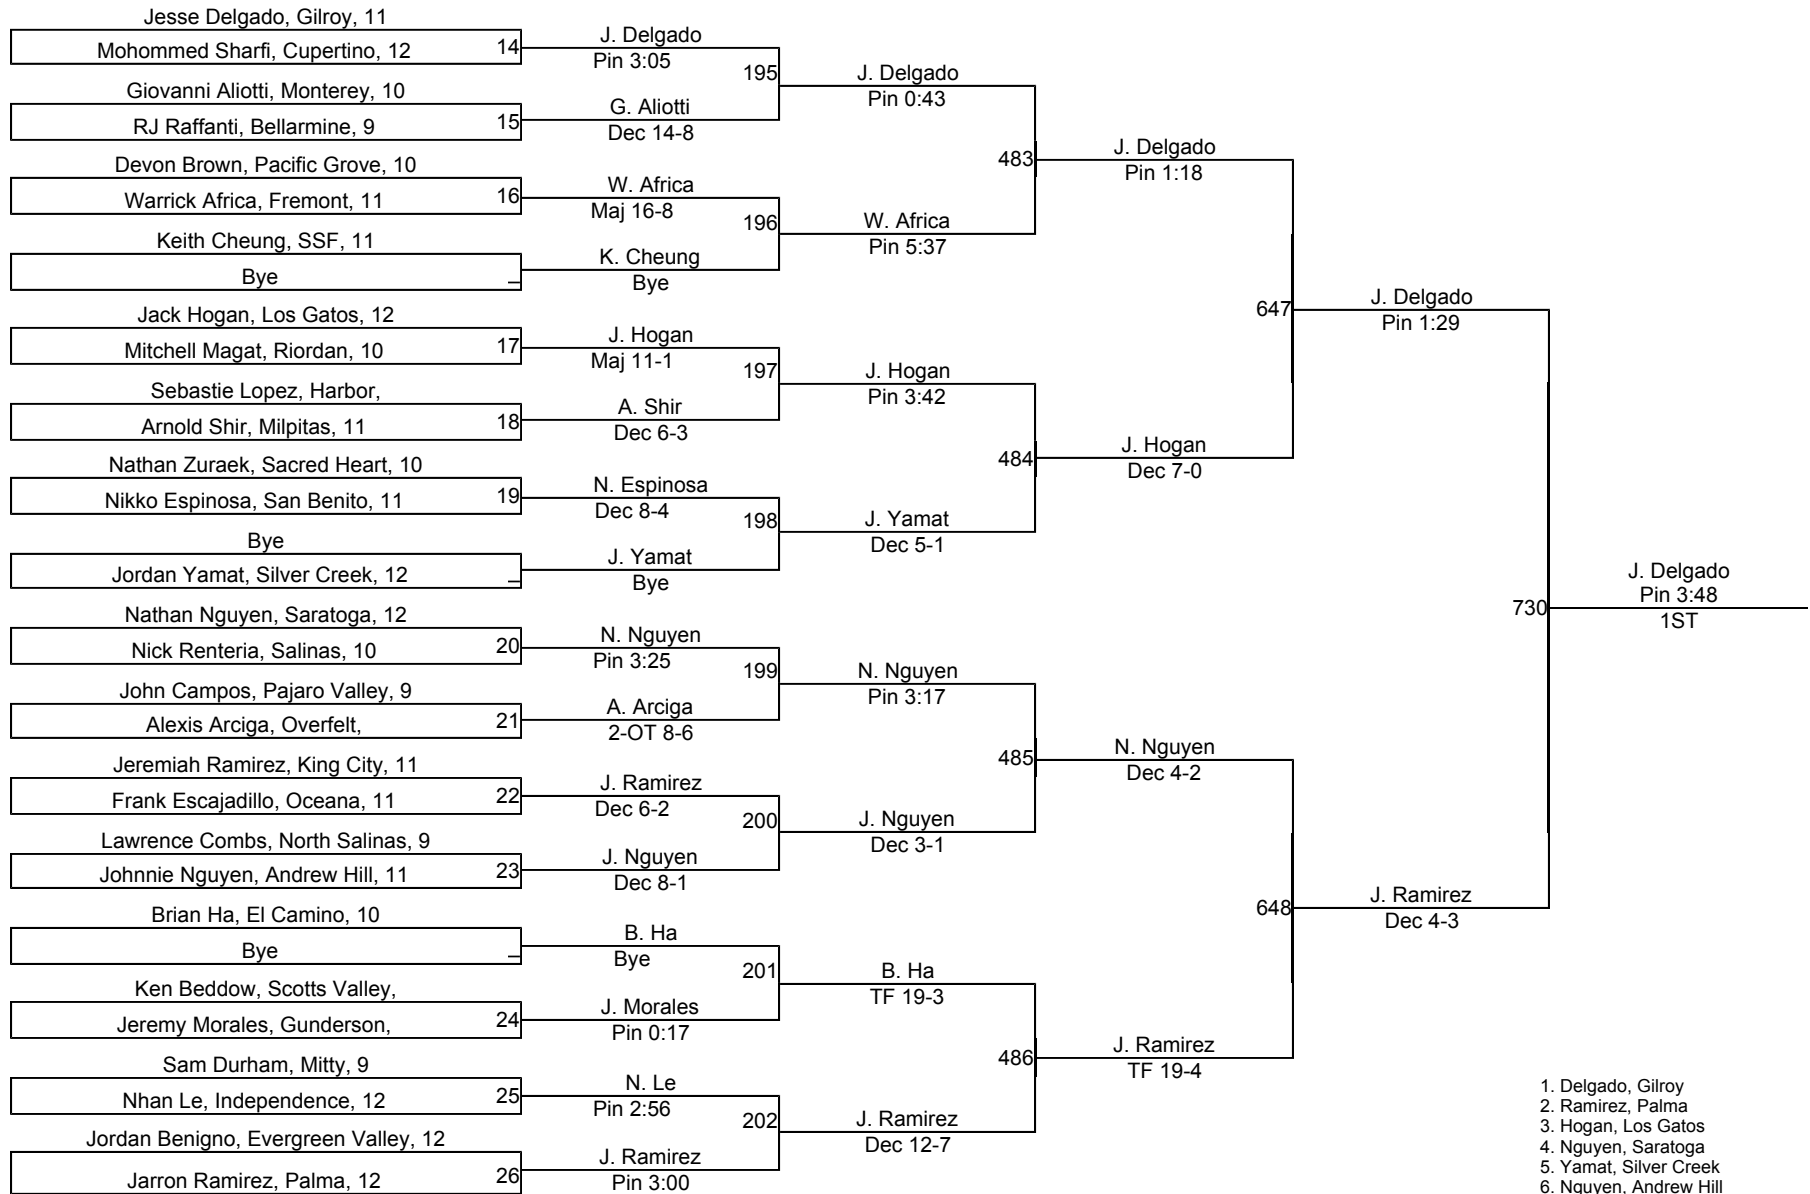 Jesse Delgado, Gilroy, 11
Mohommed Sharfi, Cupertino, 12
14
Giovanni Aliotti, Monterey, 10
RJ Raffanti, Bellarmine, 9
15
Devon Brown, Pacific Grove, 10
Warrick Africa, Fremont, 11
16
Keith Cheung, SSF, 11
Bye
_
Jack Hogan, Los Gatos, 12
Mitchell Magat, Riordan, 10
17
Sebastie Lopez, Harbor,
Arnold Shir, Milpitas, 11
18
Nathan Zuraek, Sacred Heart, 10
Nikko Espinosa, San Benito, 11
19
Bye
Jordan Yamat, Silver Creek, 12
_
Nathan Nguyen, Saratoga, 12
Nick Renteria, Salinas, 10
20
John Campos, Pajaro Valley, 9
Alexis Arciga, Overfelt,
21
Jeremiah Ramirez, King City, 11
Frank Escajadillo, Oceana, 11
22
Lawrence Combs, North Salinas, 9
Johnnie Nguyen, Andrew Hill, 11
23
Brian Ha, El Camino, 10
Bye
_
Ken Beddow, Scotts Valley,
Jeremy Morales, Gunderson,
24
Sam Durham, Mitty, 9
Nhan Le, Independence, 12
25
Jordan Benigno, Evergreen Valley, 12
Jarron Ramirez, Palma, 12
26
J. Delgado
Pin 3:05
195
G. Aliotti
Dec 14-8
W. Africa
Maj 16-8
196
K. Cheung
Bye
J. Hogan
Maj 11-1
197
A. Shir
Dec 6-3
N. Espinosa
Dec 8-4
198
J. Yamat
Bye
N. Nguyen
Pin 3:25
199
A. Arciga
2-OT 8-6
J. Ramirez
Dec 6-2
200
J. Nguyen
Dec 8-1
B. Ha
Bye
201
J. Morales
Pin 0:17
N. Le
Pin 2:56
202
J. Ramirez
Pin 3:00
J. Delgado
Pin 0:43
483
W. Africa
Pin 5:37
J. Hogan
Pin 3:42
484
J. Yamat
Dec 5-1
N. Nguyen
Pin 3:17
485
J. Nguyen
Dec 3-1
B. Ha
TF 19-3
486
J. Ramirez
Dec 12-7
J. Delgado
Pin 1:18
647
J. Hogan
Dec 7-0
N. Nguyen
Dec 4-2
648
J. Ramirez
TF 19-4
J. Delgado
Pin 1:29
730
J. Ramirez
Dec 4-3
J. Delgado
Pin 3:48
1ST
1. Delgado, Gilroy
2. Ramirez, Palma
3. Hogan, Los Gatos
4. Nguyen, Saratoga
5. Yamat, Silver Creek
6. Nguyen, Andrew Hill